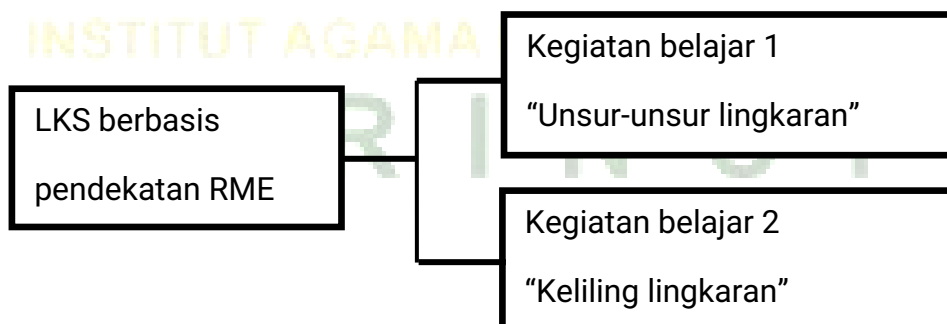 INSTITUT AGAMA
LKS berbasis
pendekatan RME
Kegiatan belajar 1
“Unsur-unsur lingkaran”
Kegiatan belajar 2
“Keliling lingkaran”